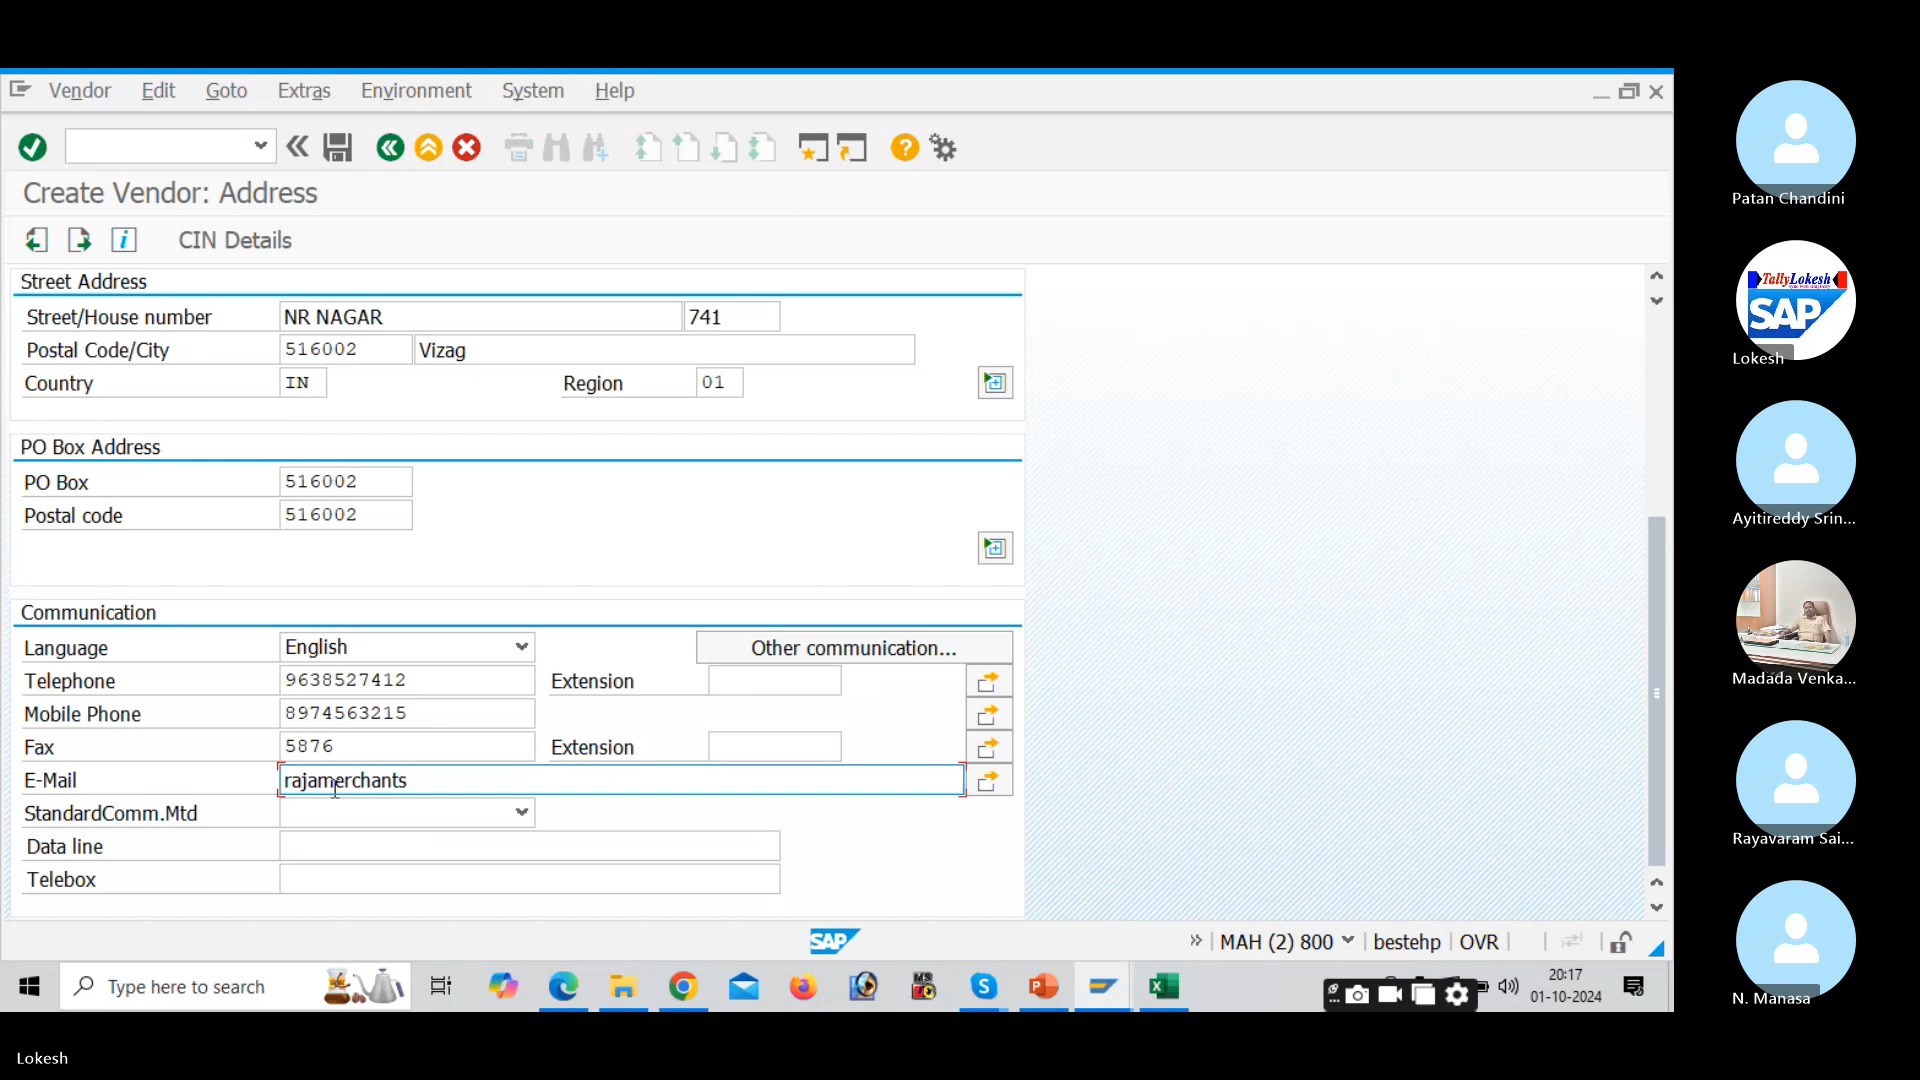 Vendor Edit Goto Extras Environment System Help
Create Vendor: Address
CIN Details
Street Address
Street/House number NR NAGAR 741
Postal Code/City 516002 Vizag
Country IN Region 01
PO Box Address
PO Box 516002
Postal code 516002
Communication
Language English Other communication...
Telephone 9638527412 Extension
Mobile Phone 8974563215
Fax 5876 Extension
E-Mail rajamerchants
StandardComm.Mtd
Data line
Telebox
SAP MAH (2) 800 bestehp OVR
Type here to search
20:17
01-10-2024
Patan Chandini
TallyLokesh
SAP
Lokesh
Ayitireddy Srin...
Madada Venka...
Rayavaram Sai...
N. Manasa
Lokesh